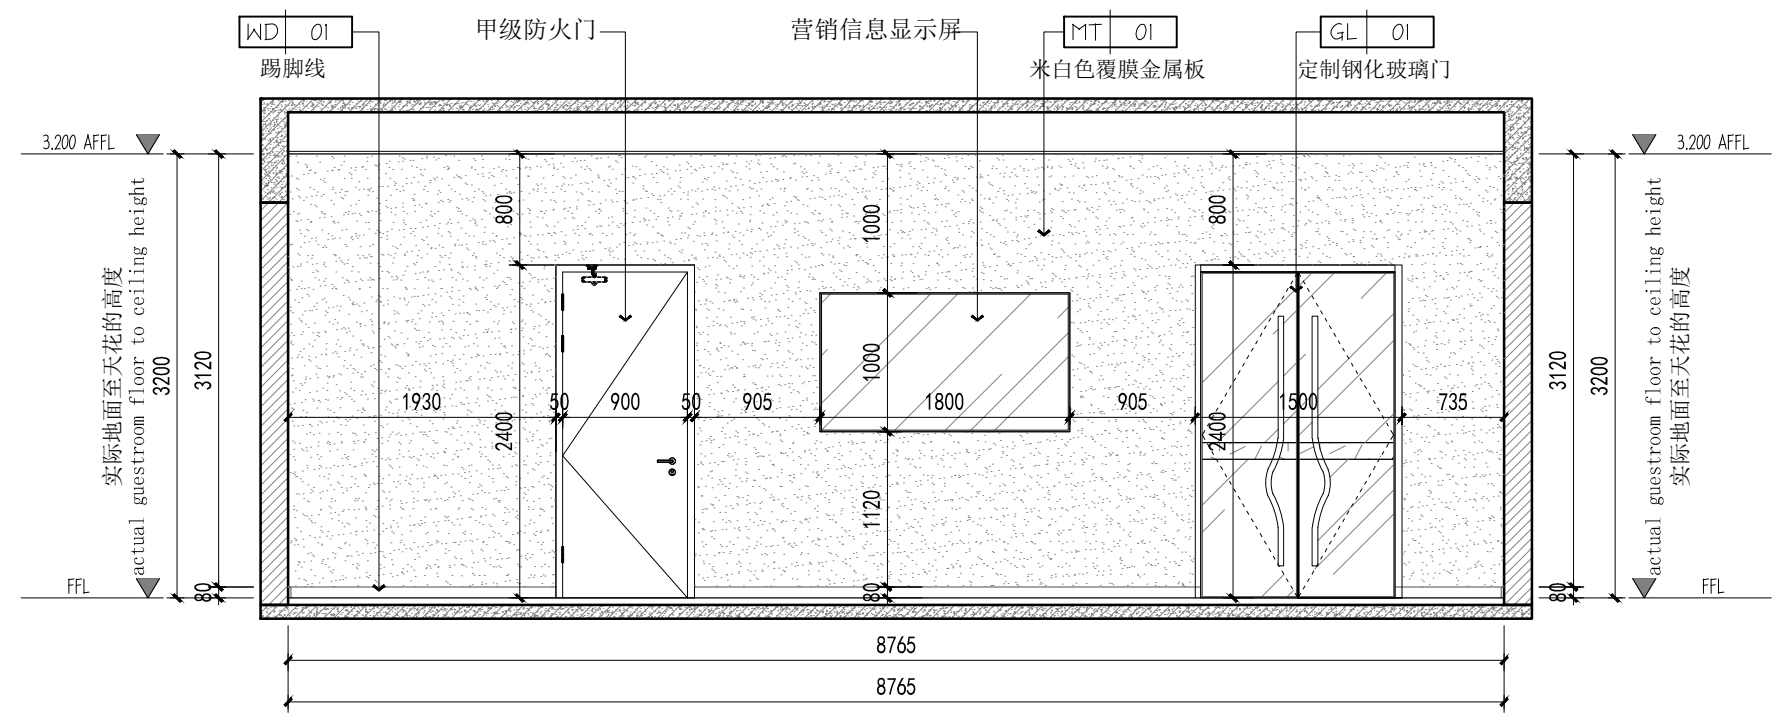 WD 01
踢脚线
甲级防火门
营销信息显示屏
MT 01
米白色覆膜金属板
GL 01
定制钢化玻璃门
3.200 AFFL
3.200 AFFL
实际地面至天花的高度
actual guestroom floor to ceiling height
3200
3120
80
FFL
800
2400
1000
1000
1120
80
800
2400
1930
50
900
50
905
1800
905
1500
735
3120
3200
80
actual guestroom floor to ceiling height
实际地面至天花的高度
FFL
8765
8765